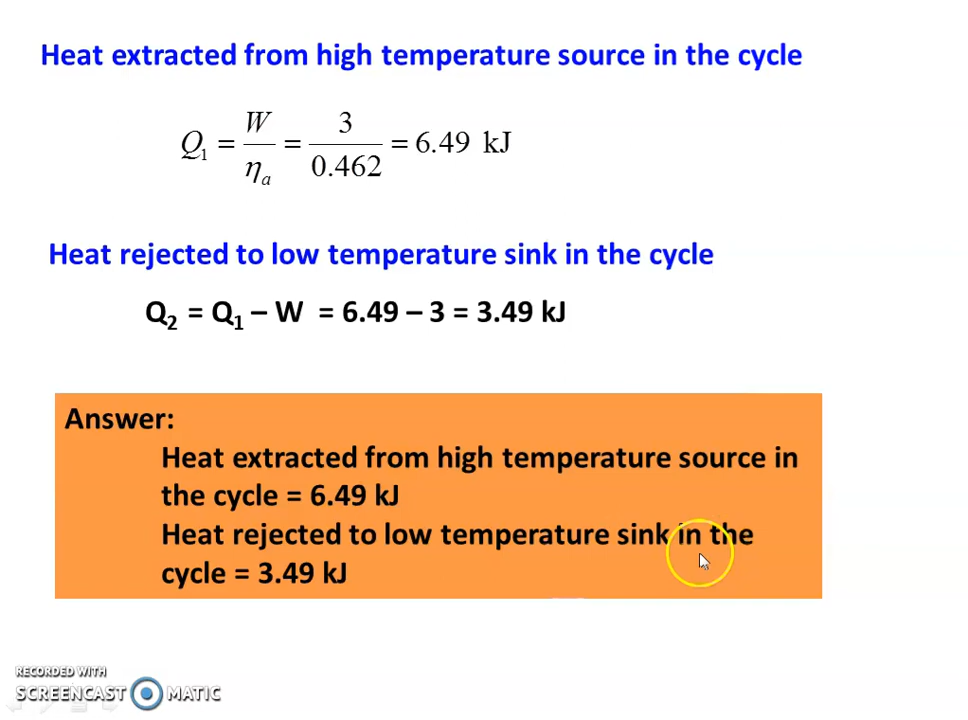 Heat extracted from high temperature source in the cycle
Q₁ = W/ηₐ = 3/0.462 = 6.49 kJ
Heat rejected to low temperature sink in the cycle
Q₂ = Q₁ – W = 6.49 – 3 = 3.49 kJ
Answer:
Heat extracted from high temperature source in
the cycle = 6.49 kJ
Heat rejected to low temperature sink in the
cycle = 3.49 kJ
RECORDED WITH
SCREENCAST MATIC